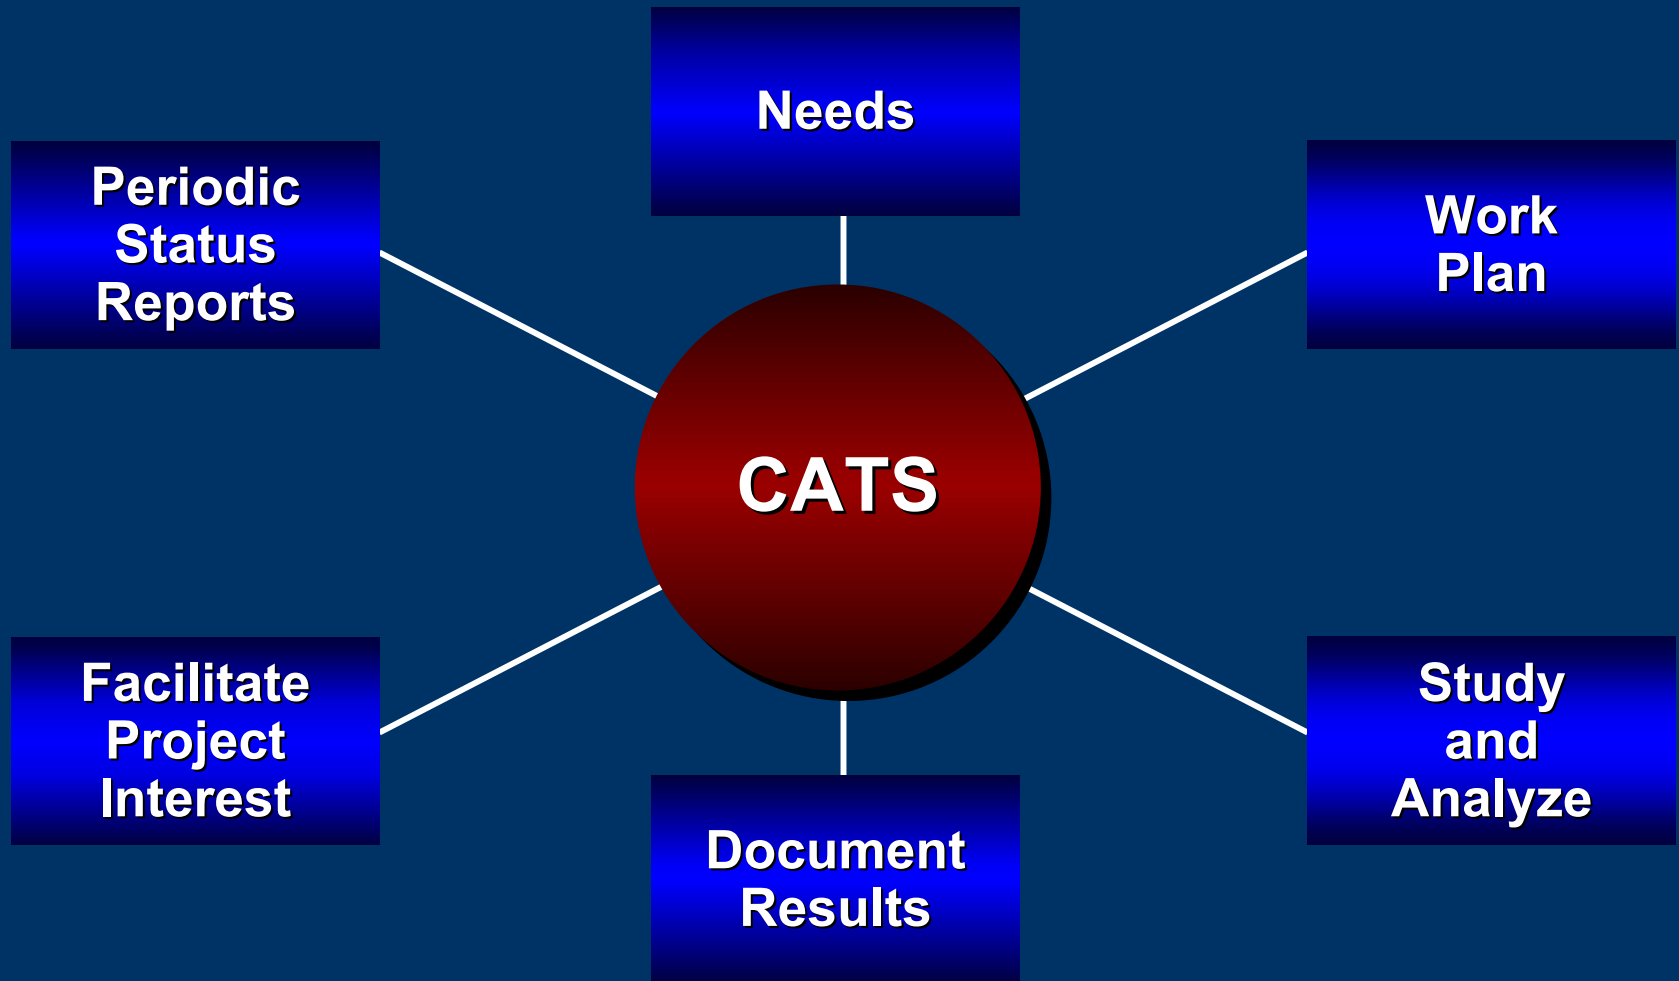 Needs
Periodic
Status
Reports
Work
Plan
CATS
Facilitate
Project
Interest
Study
and
Analyze
Document
Results